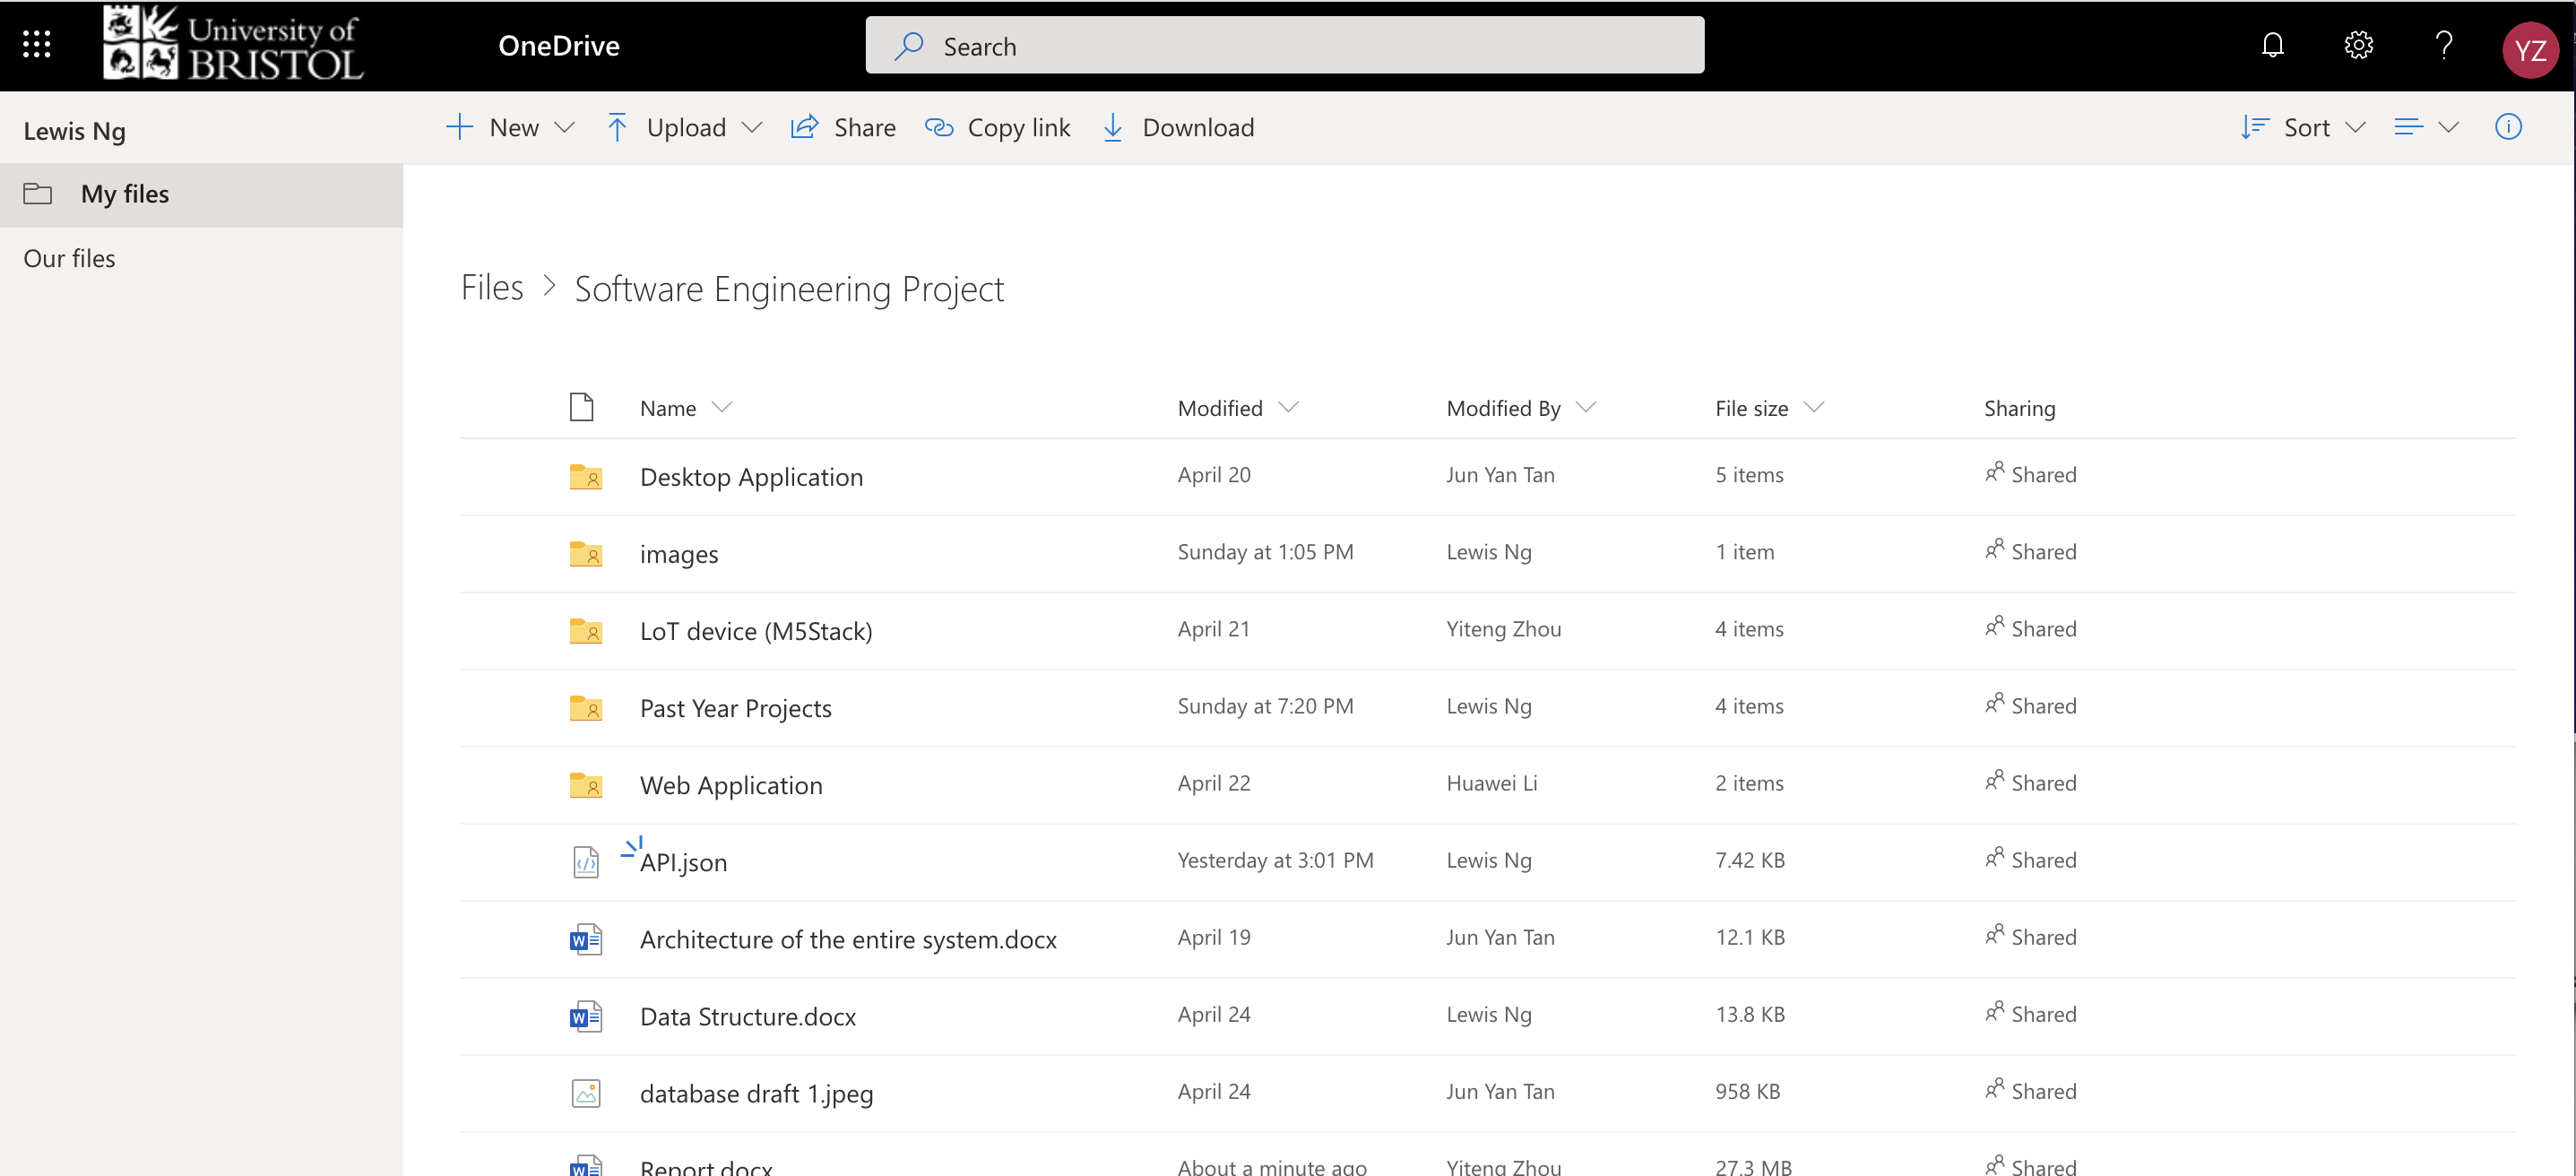 University of
BRISTOL
OneDrive
Search
YZ
Lewis Ng
New
Upload
Share
Copy link
Download
Sort
My files
Our files
Files > Software Engineering Project
Name Modified Modified By File size Sharing
Desktop Application April 20 Jun Yan Tan 5 items Shared
images Sunday at 1:05 PM Lewis Ng 1 item Shared
LoT device (M5Stack) April 21 Yiteng Zhou 4 items Shared
Past Year Projects Sunday at 7:20 PM Lewis Ng 4 items Shared
Web Application April 22 Huawei Li 2 items Shared
API.json Yesterday at 3:01 PM Lewis Ng 7.42 KB Shared
Architecture of the entire system.docx April 19 Jun Yan Tan 12.1 KB Shared
Data Structure.docx April 24 Lewis Ng 13.8 KB Shared
database draft 1.jpeg April 24 Jun Yan Tan 958 KB Shared
Report.docx About a minute ago Yiteng Zhou 27.3 MB Shared